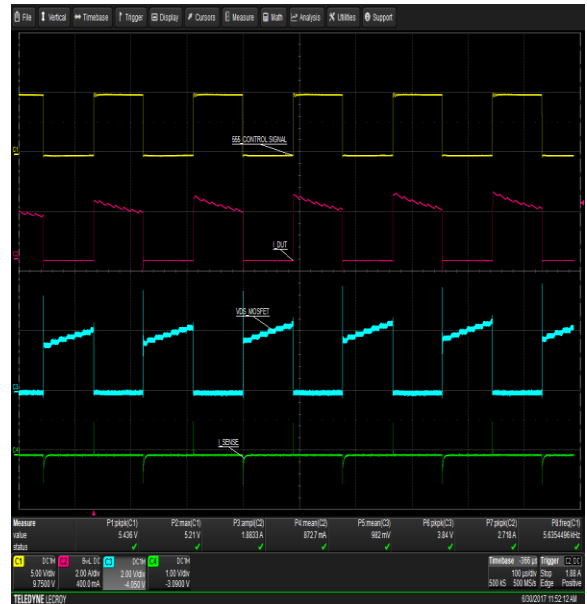 File Vertical Timebase Trigger Display Cursors Measure Math Analysis Utilities Support
C2
555_CONTROL SIGNAL
I_DUT
VDS_MOSFET
C3
I_SENSE
C4
Measure P1:pkpk(C1) P2:max(C1) P3:ampl(C2) P4:mean(C2) P5:mean(C3) P6:pkpk(C3) P7:pkpk(C2) P8:freq(C1)
value 5.436 V 5.21 V 1.8833 A 872.7 mA 982 mV 3.84 V 2.718 A 5.6354496 kHz
status
C1 DC1M C2 DC C3 DC1M C4 DC1M Timebase -366 µs Trigger C2 DC
5.00 V/div 2.00 A/div 2.00 V/div 1.00 V/div 100 µs/div Stop 1.88 A
9.7500 V 400.0 mA -4.050 V -3.0900 V 500 kS 500 MS/s Edge Positive
TELEDYNE LECROY 6/30/2017 11:52:12 AM